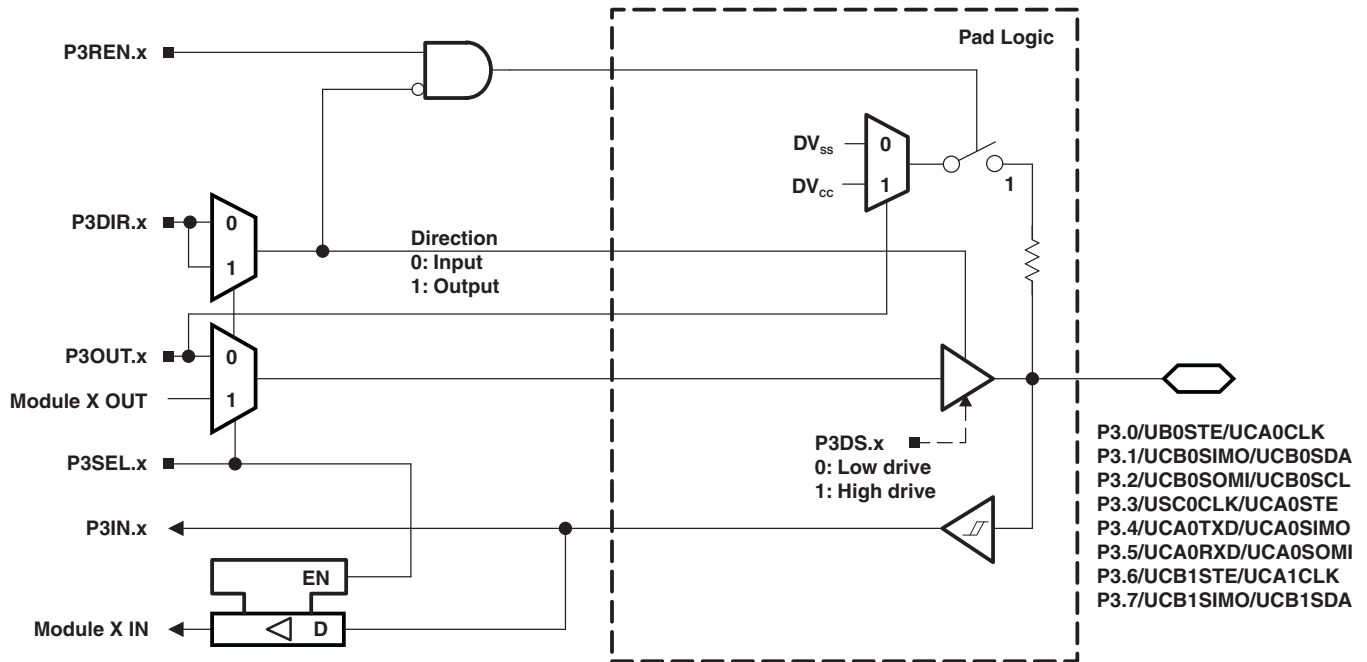 Pad Logic
P3REN.x
DVSS
0
DVCC
1
1
P3DIR.x
0
1
Direction
0: Input
1: Output
P3OUT.x
0
Module X OUT
1
P3DS.x
0: Low drive
1: High drive
P3SEL.x
P3IN.x
EN
Module X IN
D
P3.0/UB0STE/UCA0CLK
P3.1/UCB0SIMO/UCB0SDA
P3.2/UCB0SOMI/UCB0SCL
P3.3/USC0CLK/UCA0STE
P3.4/UCA0TXD/UCA0SIMO
P3.5/UCA0RXD/UCA0SOMI
P3.6/UCB1STE/UCA1CLK
P3.7/UCB1SIMO/UCB1SDA